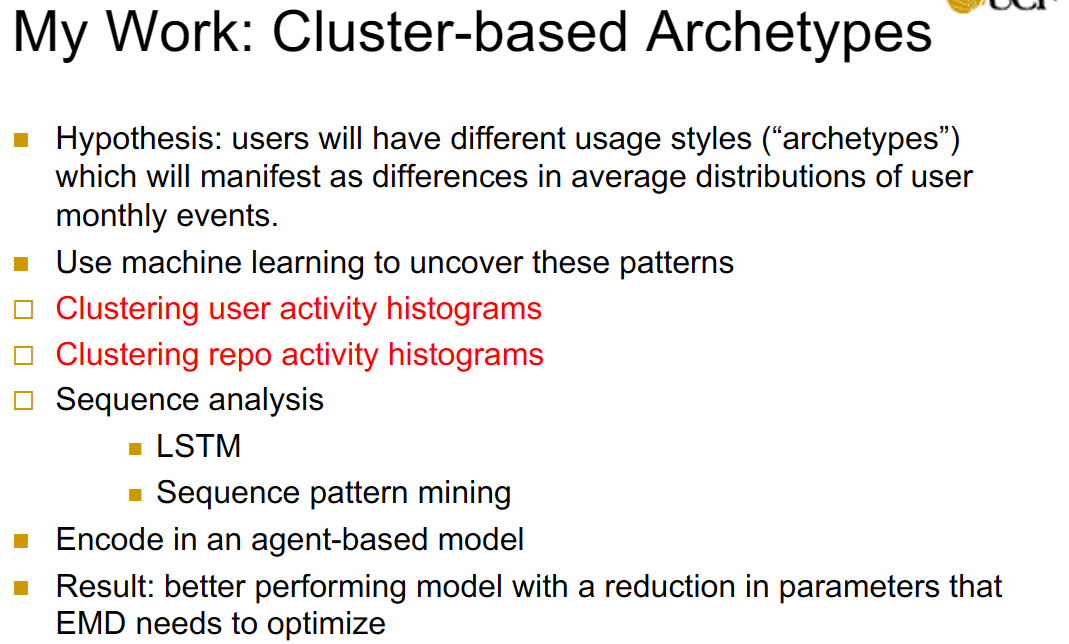 My Work: Cluster-based Archetypes
UCF
Hypothesis: users will have different usage styles (“archetypes”)
which will manifest as differences in average distributions of user
monthly events.
Use machine learning to uncover these patterns
Clustering user activity histograms
Clustering repo activity histograms
Sequence analysis
LSTM
Sequence pattern mining
Encode in an agent-based model
Result: better performing model with a reduction in parameters that
EMD needs to optimize